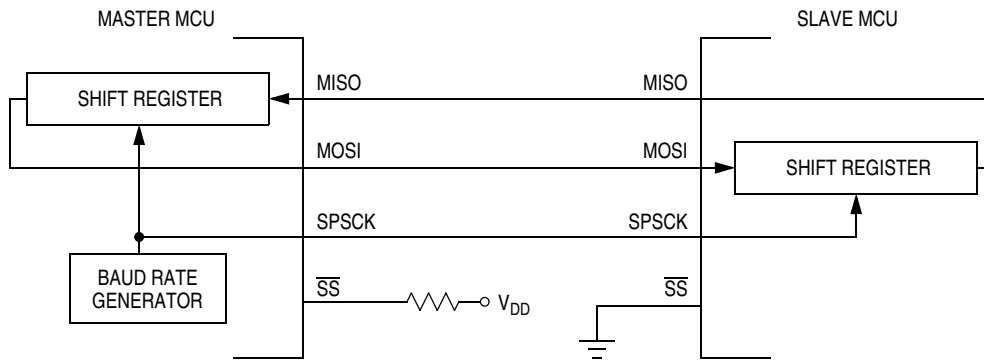 MASTER MCU
SLAVE MCU
SHIFT REGISTER
MISO
MISO
MOSI
MOSI
SHIFT REGISTER
SPSCK
SPSCK
BAUD RATE
GENERATOR
SS
VDD
SS